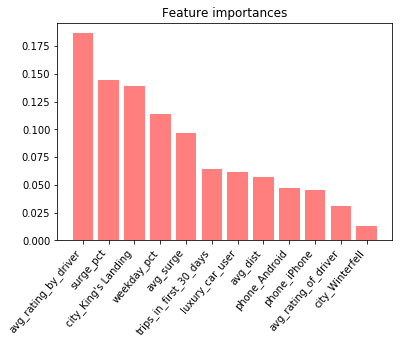 Feature importances
0.175
0.150
0.125
0.100
0.075
0.050
0.025
0.000
avg_rating_by_driver
surge_pct
city_King's Landing
weekday_pct
avg_surge
trips_in_first_30_days
luxury_car_user
avg_dist
phone_Android
phone_iPhone
avg_rating_of_driver
city_Winterfell